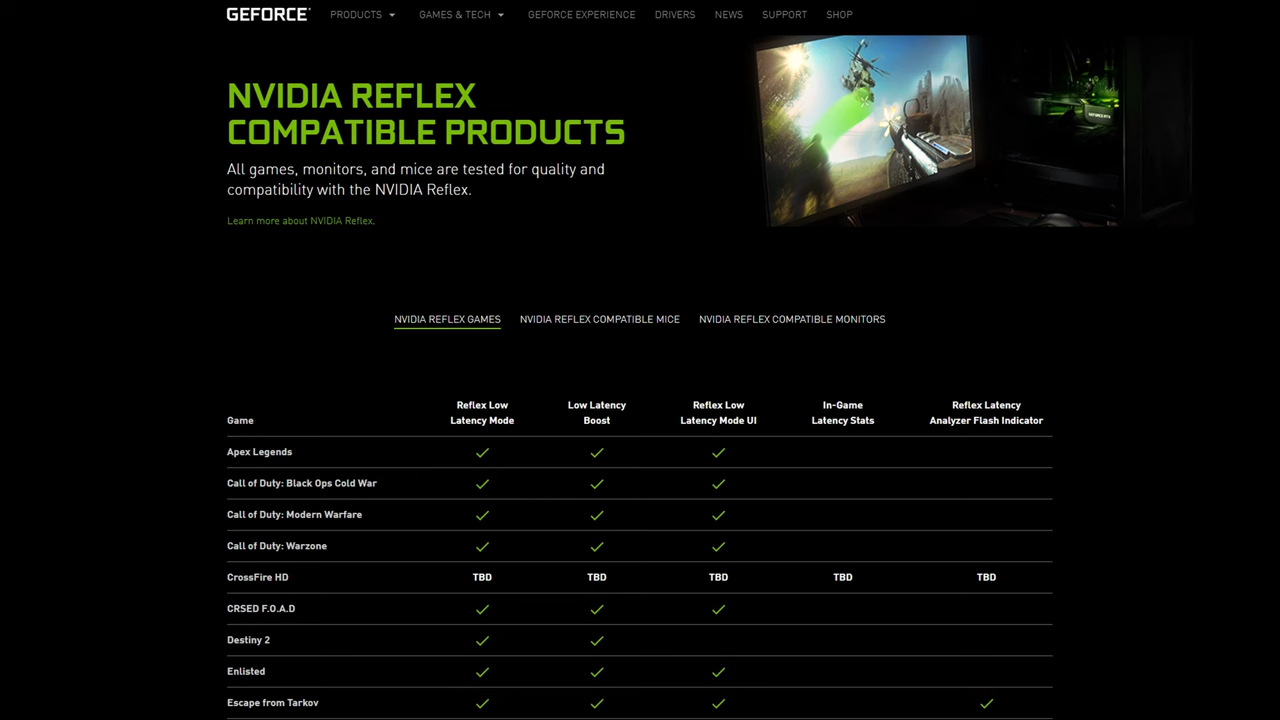 GEFORCE PRODUCTS GAMES & TECH GEFORCE EXPERIENCE DRIVERS NEWS SUPPORT SHOP
NVIDIA REFLEX
COMPATIBLE PRODUCTS
All games, monitors, and mice are tested for quality and
compatibility with the NVIDIA Reflex.
Learn more about NVIDIA Reflex.
GEFORCE RTX
NVIDIA REFLEX GAMES NVIDIA REFLEX COMPATIBLE MICE NVIDIA REFLEX COMPATIBLE MONITORS
Reflex Low Low Latency Reflex Low In-Game Reflex Latency
Game Latency Mode Boost Latency Mode UI Latency Stats Analyzer Flash Indicator
Apex Legends ✓ ✓ ✓
Call of Duty: Black Ops Cold War ✓ ✓ ✓
Call of Duty: Modern Warfare ✓ ✓ ✓
Call of Duty: Warzone ✓ ✓ ✓
CrossFire HD TBD TBD TBD TBD TBD
CRSED F.O.A.D ✓ ✓ ✓
Destiny 2 ✓ ✓
Enlisted ✓ ✓ ✓
Escape from Tarkov ✓ ✓ ✓ ✓